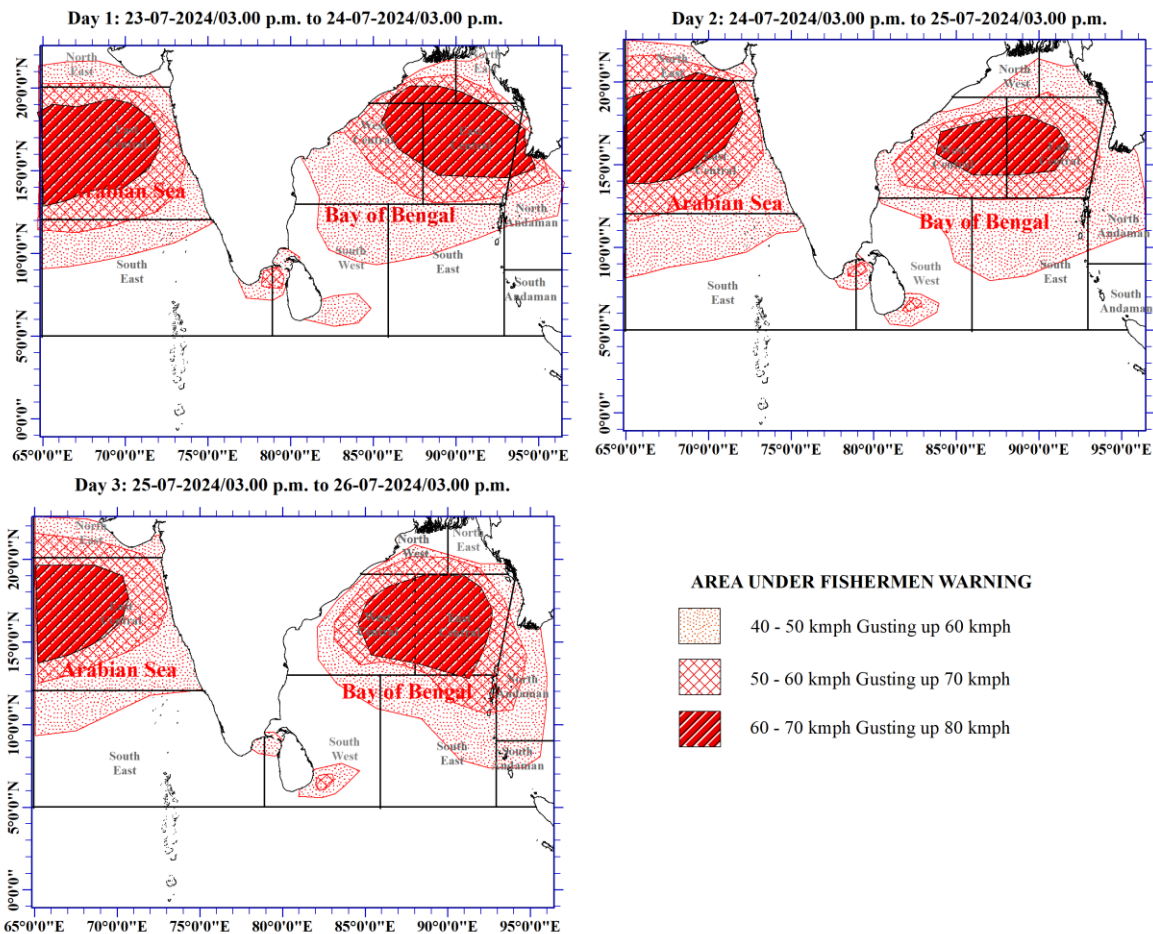 Day 1: 23-07-2024/03.00 p.m. to 24-07-2024/03.00 p.m.
North
East
North
East
20°0'0"N
West
Central
East
Central
East
Central
15°0'0"N
Arabian Sea
Bay of Bengal
North
Andaman
10°0'0"N
South
East
South
West
South
East
South
Andaman
5°0'0"N
0°0'0"
65°0'0"E 70°0'0"E 75°0'0"E 80°0'0"E 85°0'0"E 90°0'0"E 95°0'0"E
Day 2: 24-07-2024/03.00 p.m. to 25-07-2024/03.00 p.m.
North
East
North
West
20°0'0"N
East
Central
West
Central
East
Central
15°0'0"N
Arabian Sea
Bay of Bengal
North
Andaman
10°0'0"N
South
East
South
West
South
East
South
Andaman
5°0'0"N
0°0'0"
65°0'0"E 70°0'0"E 75°0'0"E 80°0'0"E 85°0'0"E 90°0'0"E 95°0'0"E
Day 3: 25-07-2024/03.00 p.m. to 26-07-2024/03.00 p.m.
North
East
North
West
North
East
20°0'0"N
East
Central
West
Central
East
Central
15°0'0"N
Arabian Sea
Bay of Bengal
North
Andaman
10°0'0"N
South
East
South
West
South
East
South
Andaman
5°0'0"N
0°0'0"N
65°0'0"E 70°0'0"E 75°0'0"E 80°0'0"E 85°0'0"E 90°0'0"E 95°0'0"E
AREA UNDER FISHERMEN WARNING
40 - 50 kmph Gusting up 60 kmph
50 - 60 kmph Gusting up 70 kmph
60 - 70 kmph Gusting up 80 kmph